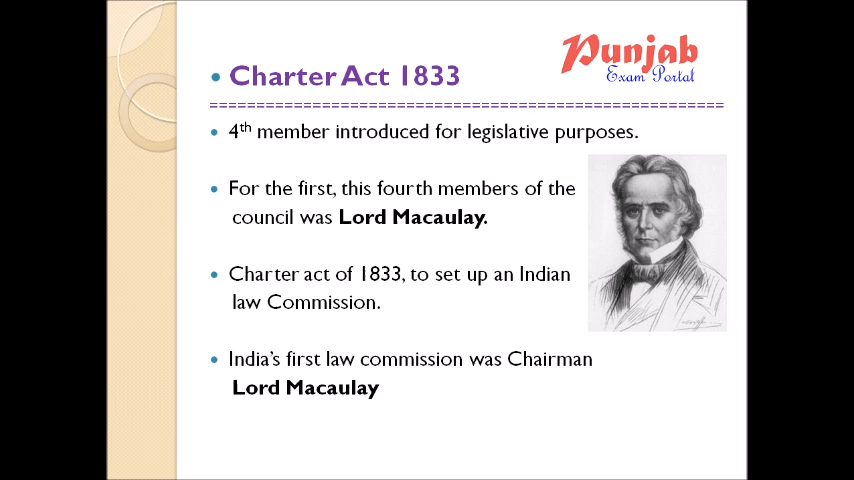 Punjab
Exam Portal
Charter Act 1833
=======================================================
4th member introduced for legislative purposes.
For the first, this fourth members of the
council was Lord Macaulay.
Charter act of 1833, to set up an Indian
law Commission.
India's first law commission was Chairman
Lord Macaulay